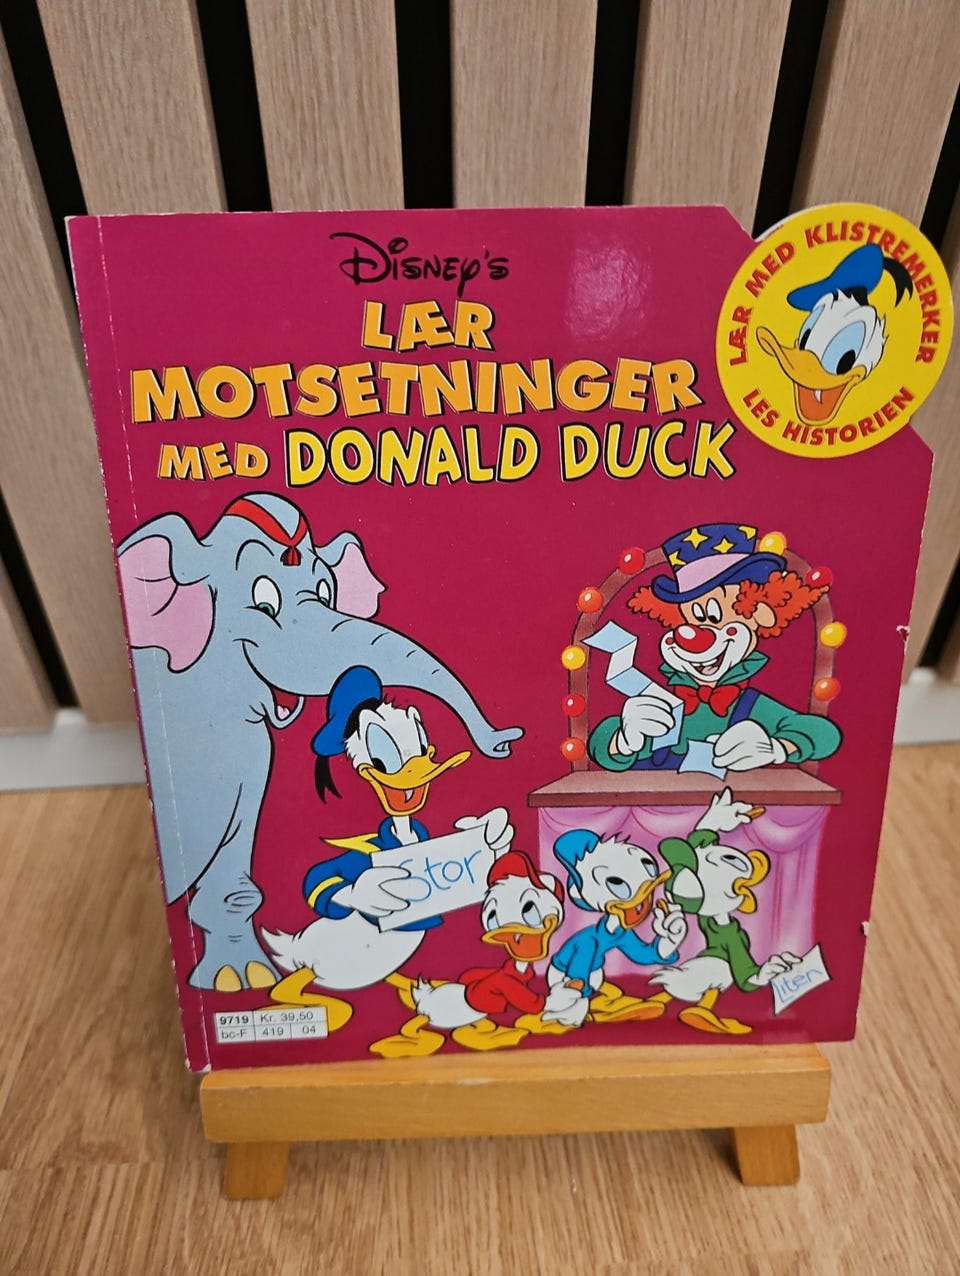 Disney's
LÆR
MOTSETNINGER
MED DONALD DUCK
LÆR MED KLISTREMERKER
LES HISTORIEN
Stor
Liten
9719 Kr. 39,50
bc-F 419 04